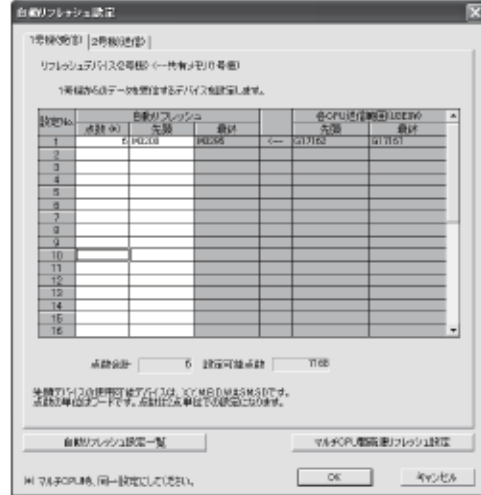 自動リフレッシュ設定
1号機(受信) 2号機(送信)
リフレッシュデバイス(2号機) <--共有メモリ(1号機)
1号機からのデータを受信するデバイスを設定します。
設定No. 自動リフレッシュ 各CPU送信範囲(U3E0¥)
点数(*) 先頭 最終 先頭 最終
1 6 <--
2
3
4
5
6
7
8
9
10
11
12
13
14
15
16
点数合計 6 設定可能点数 7168
先頭デバイスの使用可能デバイスは、X,Y,M,B,D,W,R,SM,SDです。
点数の単位はワードです。点数は2点単位での設定になります。
自動リフレッシュ設定一覧 マルチCPU間高速リフレッシュ設定
マルチCPU時、同一設定にしてください。 OK キャンセル